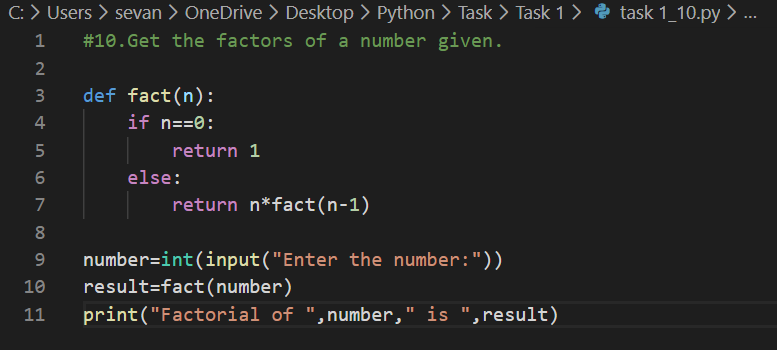 C: > Users > sevan > OneDrive > Desktop > Python > Task > Task 1 > task 1_10.py > ...
1 #10.Get the factors of a number given.
2
3 def fact(n):
4     if n==0:
5         return 1
6     else:
7         return n*fact(n-1)
8
9 number=int(input("Enter the number:"))
10 result=fact(number)
11 print("Factorial of ",number," is ",result)